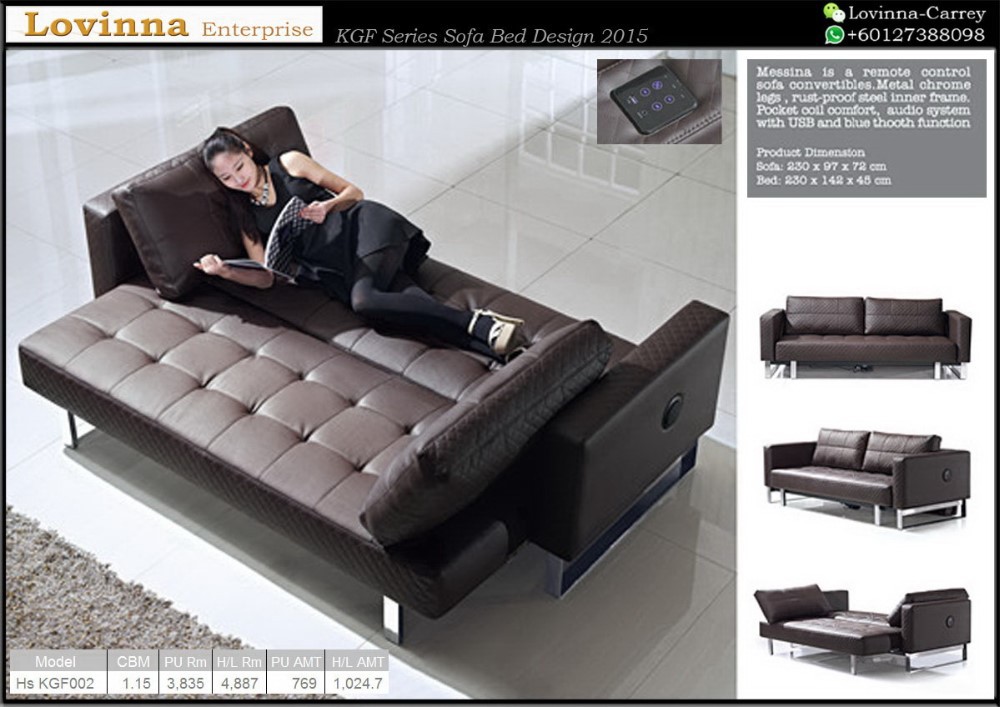 Lovinna Enterprise
KGF Series Sofa Bed Design 2015
Lovinna-Carrey
+60127388098
Messina is a remote control
sofa convertibles.Metal chrome
legs , rust-proof steel inner frame.
Pocket coil comfort, audio system
with USB and blue thooth function
Product Dimension
Sofa: 230 x 97 x 72 cm
Bed: 230 x 142 x 45 cm
Model CBM PU Rm H/L Rm PU AMT H/L AMT
Hs KGF002 1.15 3,835 4,887 769 1,024.7